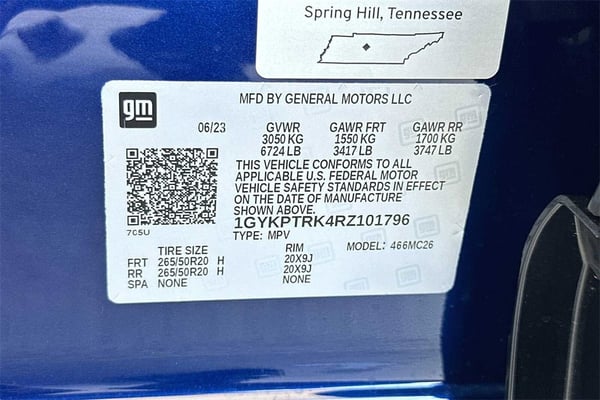 Spring Hill, Tennessee
gm
MFD BY GENERAL MOTORS LLC
06/23 GVWR GAWR FRT GAWR RR
3050 KG 1550 KG 1700 KG
6724 LB 3417 LB 3747 LB
THIS VEHICLE CONFORMS TO ALL
APPLICABLE U.S. FEDERAL MOTOR
VEHICLE SAFETY STANDARDS IN EFFECT
ON THE DATE OF MANUFACTURE
SHOWN ABOVE.
1GYKPTRK4RZ101796
7C5U TYPE: MPV
TIRE SIZE RIM MODEL: 466MC26
FRT 265/50R20 H 20X9J
RR 265/50R20 H 20X9J
SPA NONE NONE